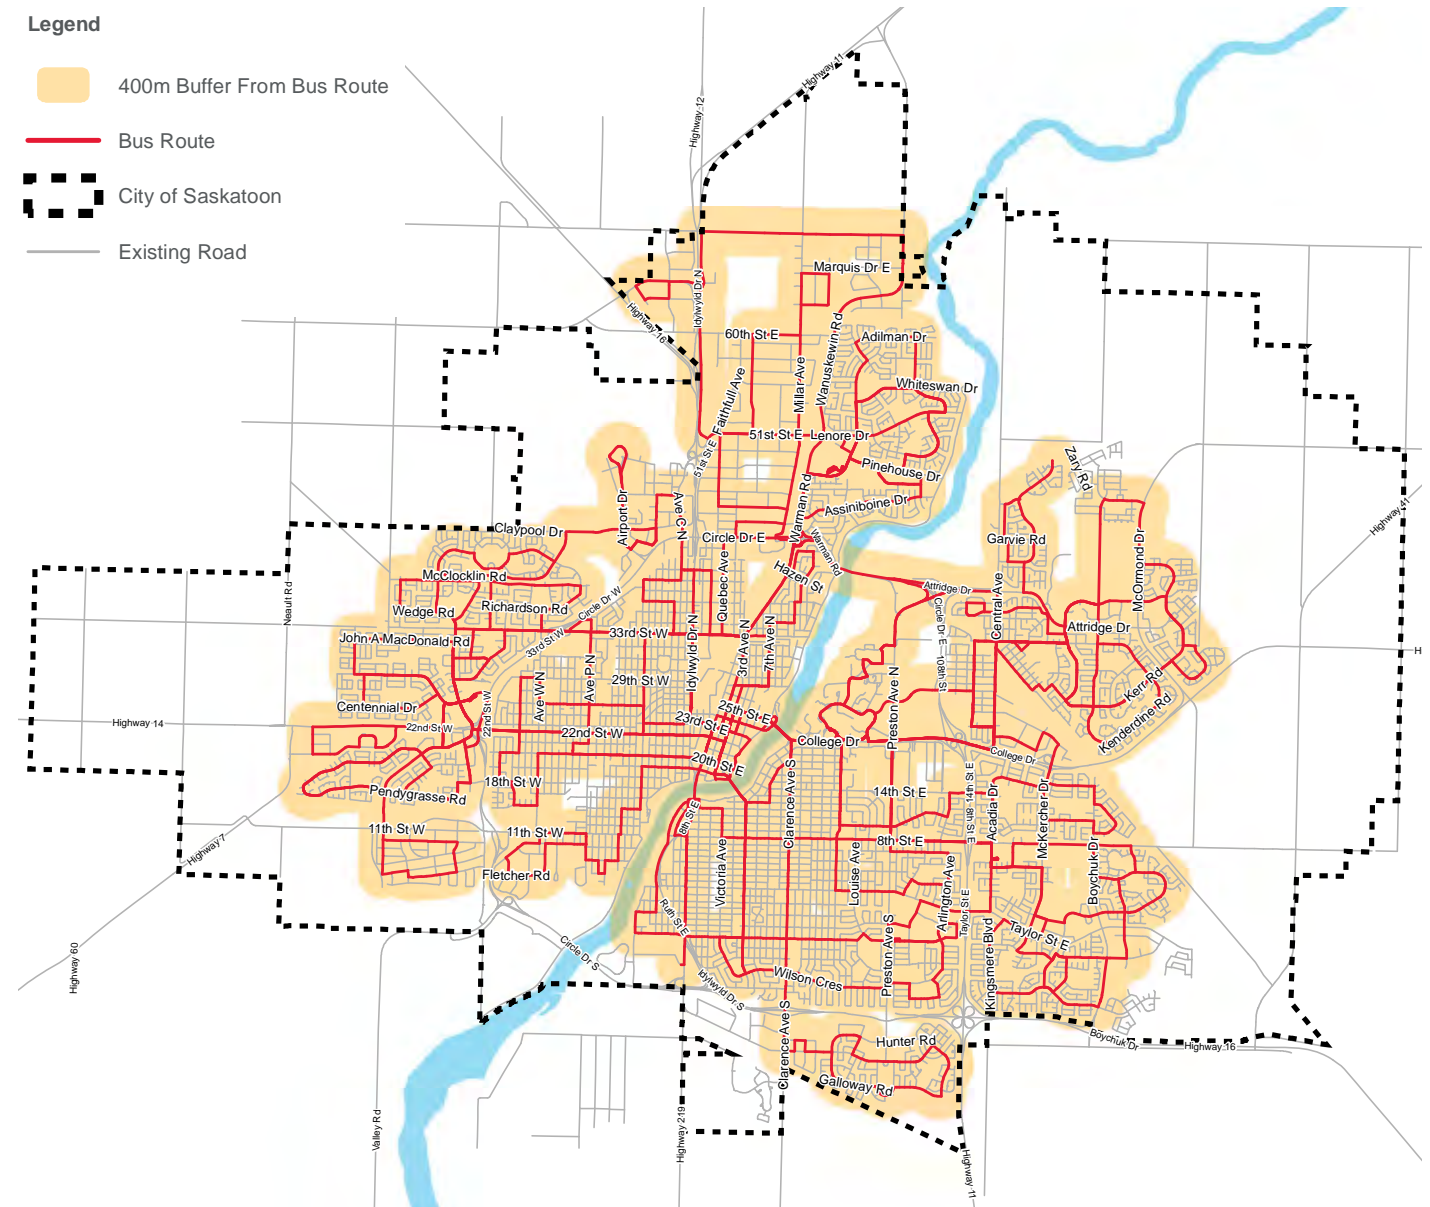 Legend
400m Buffer From Bus Route
Bus Route
City of Saskatoon
Existing Road
Highway 11
Highway 12
Marquis Dr E
Idylwyld Dr N
Highway 16
60th St E
Wanuskewin Rd
Adilman Dr
Millar Ave
Faithfull Ave
Whiteswan Dr
51st St E
Lenore Dr
51st St E
Pinehouse Dr
Zary Rd
Airport Dr
Ave C N
Warman Rd
Assiniboine Dr
Highway 41
Claypool Dr
Circle Dr E
Warman Rd
Garvie Rd
McOrmond Dr
McClocklin Rd
Hazen St
Quebec Ave
Attridge Dr
Neault Rd
Wedge Rd
Richardson Rd
Circle Dr W
Central Ave
Circle Dr E
Attridge Dr
John A MacDonald Rd
33rd St W
33rd St W
Idylwyld Dr N
3rd Ave N
7th Ave N
108th St
H
29th St W
Ave W N
Ave P N
Preston Ave N
Kerr Rd
Centennial Dr
22nd St W
25th St E
23rd St E
Kenderdine Rd
Highway 14
22nd St W
22nd St W
College Dr
College Dr
20th St E
18th St W
Pendygrasse Rd
14th St E
14th St E
Clarence Ave S
Acadia Dr
McKercher Dr
11th St W
11th St W
8th St E
8th St E
8th St E
Highway 7
Victoria Ave
Louise Ave
Arlington Ave
Boychuk Dr
Fletcher Rd
Ruth St E
Taylor St E
Taylor St E
Highway 60
Circle Dr S
Preston Ave S
Kingsmere Blvd
Idylwyld Dr S
Wilson Cres
Clarence Ave S
Hunter Rd
Boychuk Dr
Highway 16
Galloway Rd
Valley Rd
Highway 219
Highway 11